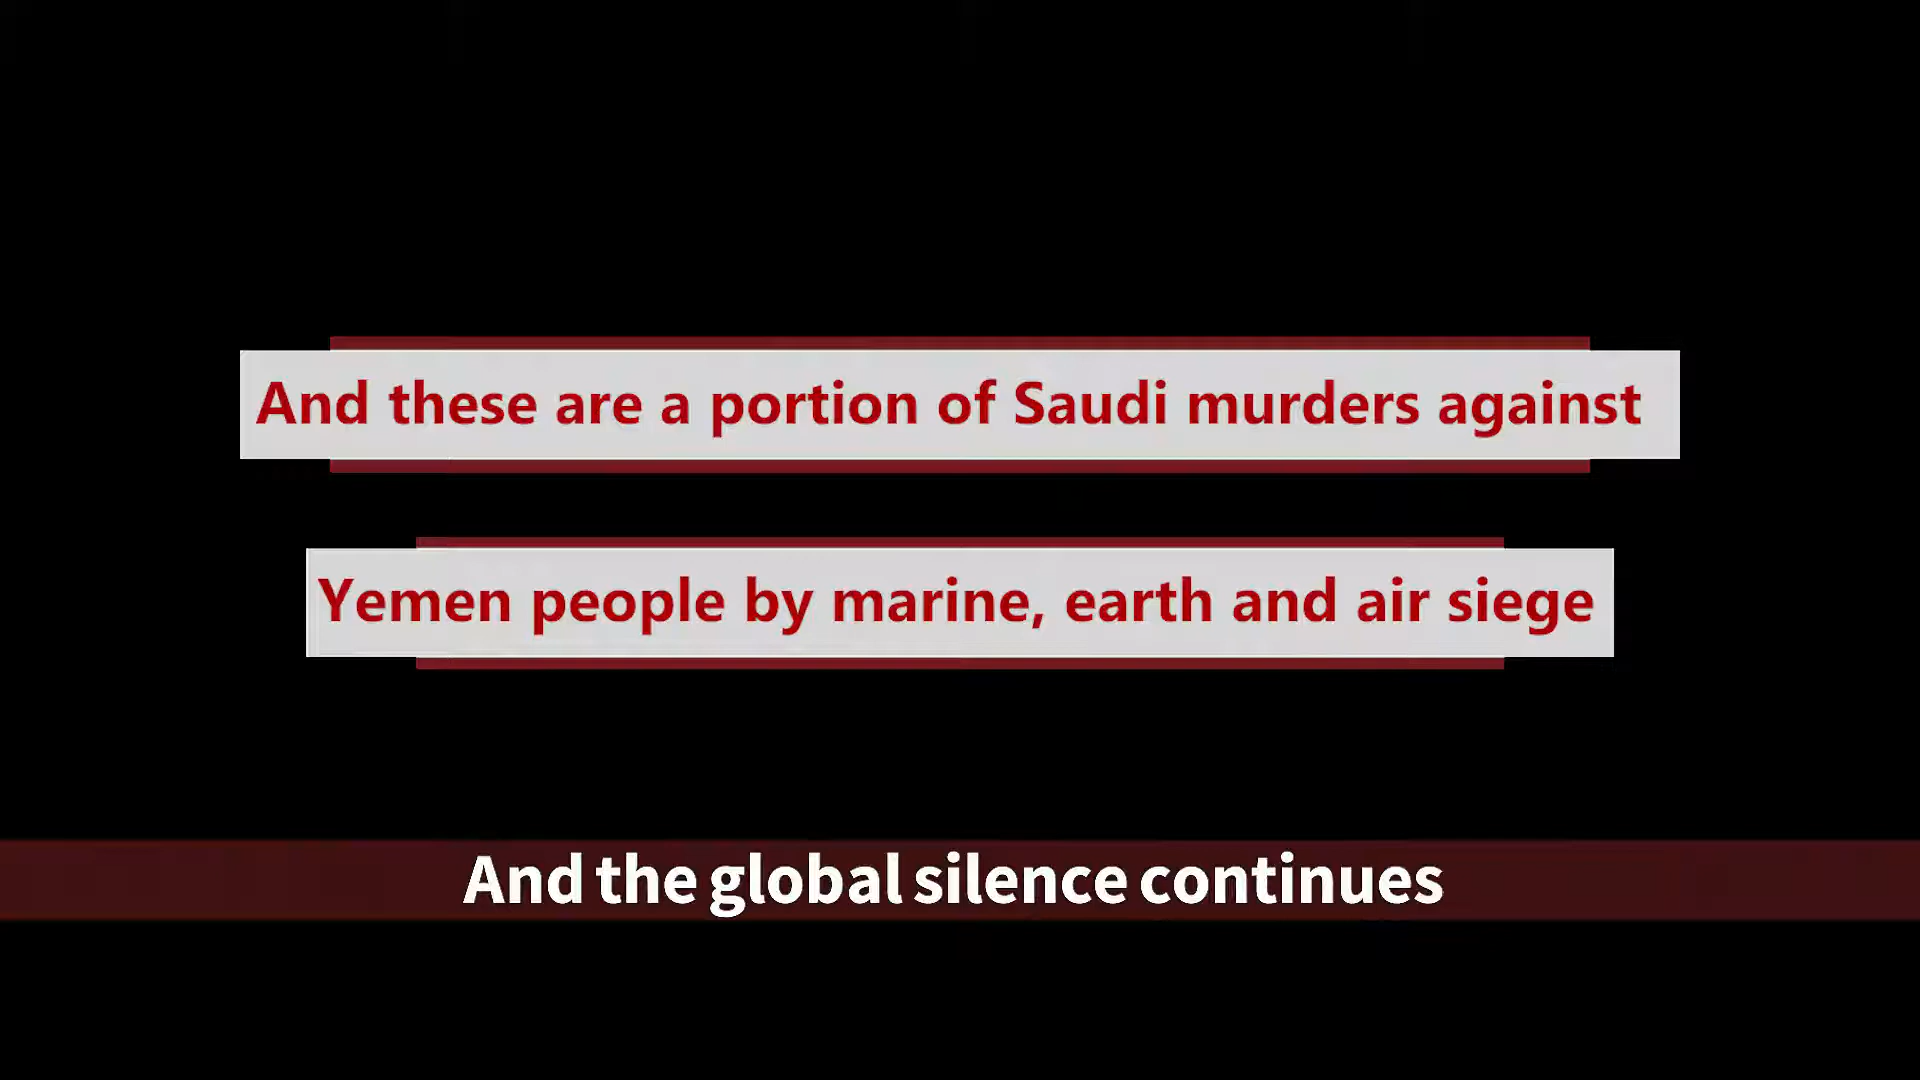 And these are a portion of Saudi murders against
Yemen people by marine, earth and air siege
And the global silence continues